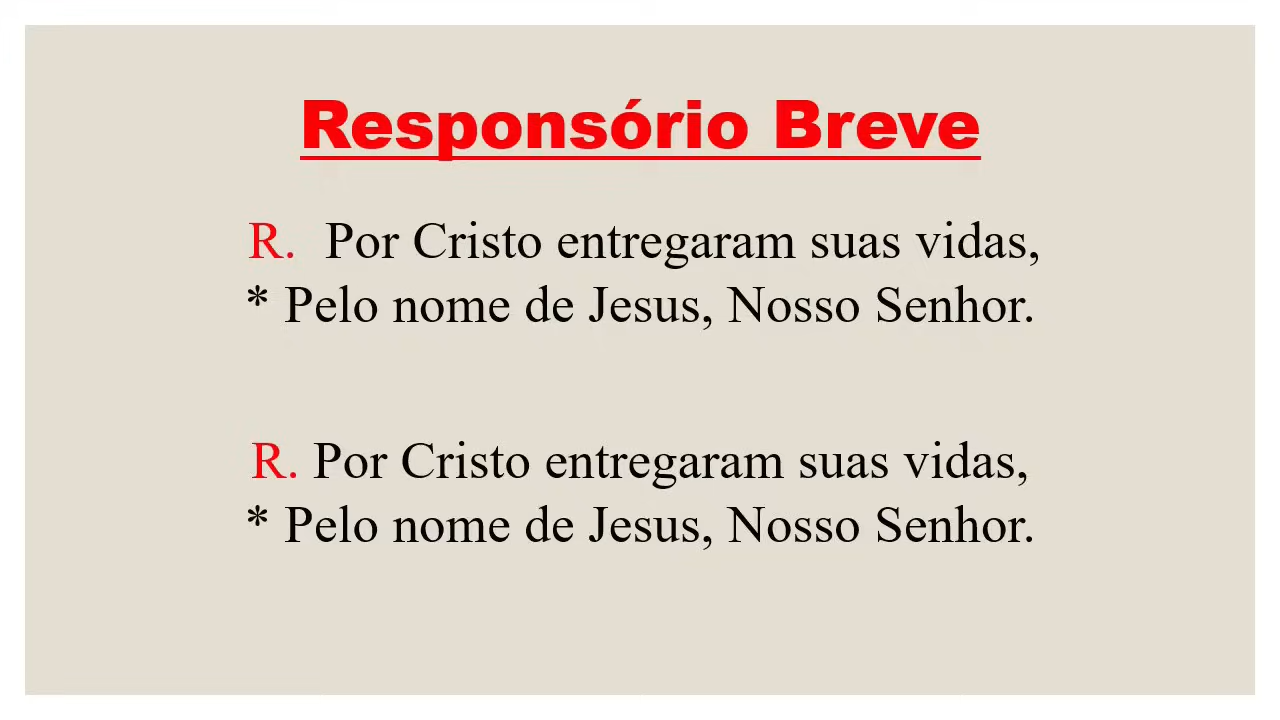 Responsório Breve
R. Por Cristo entregaram suas vidas,
* Pelo nome de Jesus, Nosso Senhor.
R. Por Cristo entregaram suas vidas,
* Pelo nome de Jesus, Nosso Senhor.